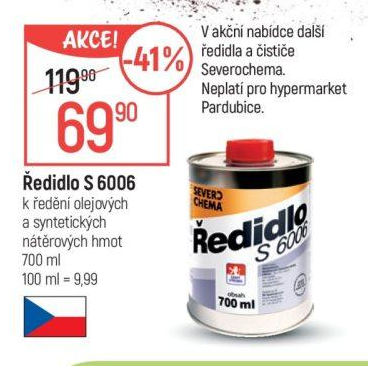 AKCE!
-41%
119⁹⁰
69⁹⁰
V akční nabídce další
ředidla a čističe
Severochema.
Neplatí pro hypermarket
Pardubice.
Ředidlo S 6006
k ředění olejových
a syntetických
nátěrových hmot
700 ml
100 ml = 9,99
SEVERO
CHEMA
Ředidlo
S 6006
obsah
700 ml